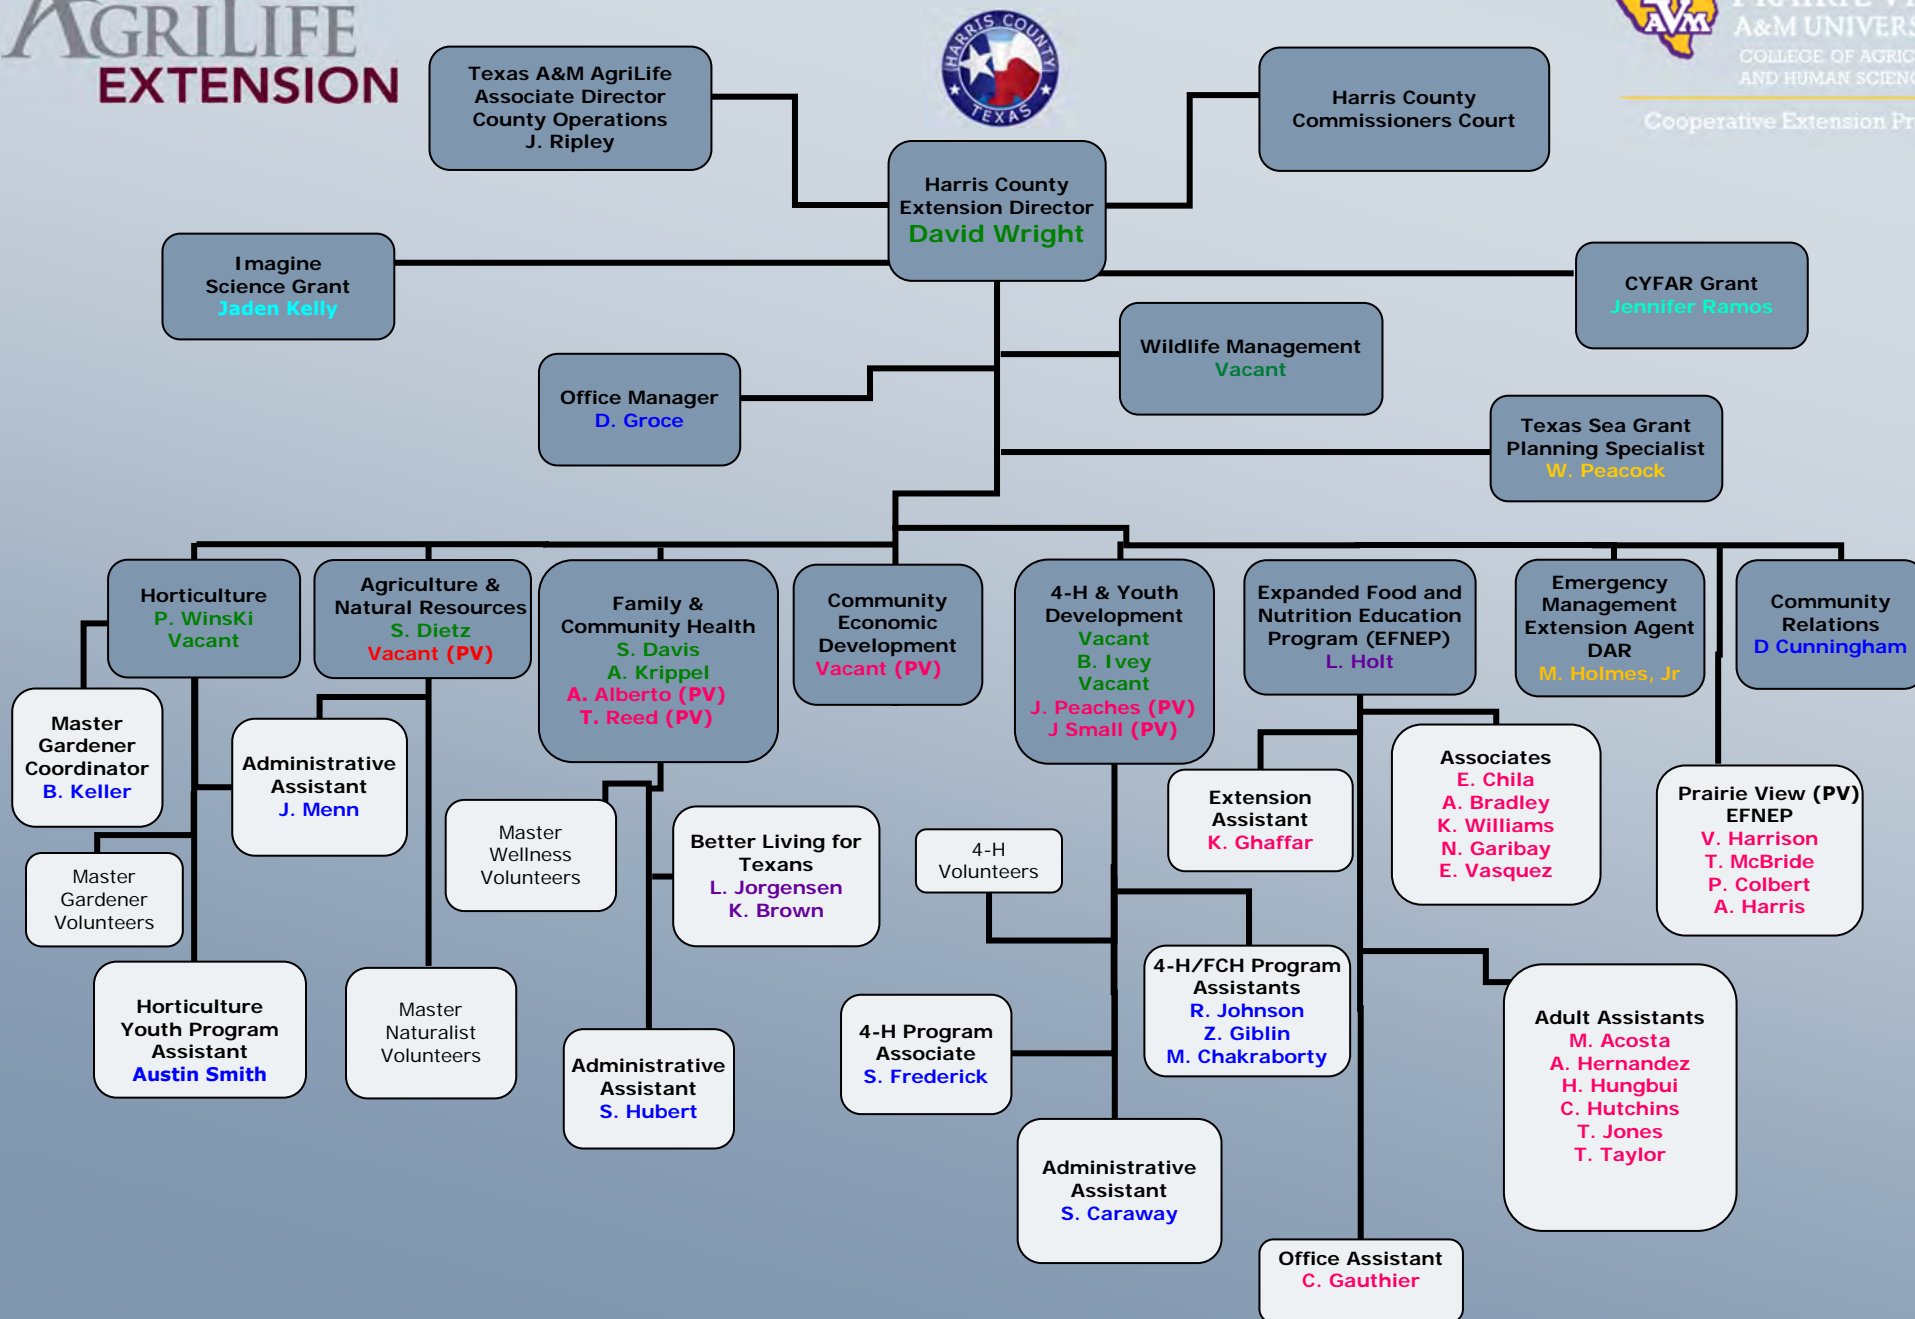 AGRILIFE
EXTENSION
HARRIS COUNTY
TEXAS
A&M UNIVERS
COLLEGE OF AGRIC
AND HUMAN SCIENC
Cooperative Extension Pr
Texas A&M AgriLife
Associate Director
County Operations
J. Ripley
Harris County
Commissioners Court
Harris County
Extension Director
David Wright
Imagine
Science Grant
Jaden Kelly
CYFAR Grant
Jennifer Ramos
Wildlife Management
Vacant
Office Manager
D. Groce
Texas Sea Grant
Planning Specialist
W. Peacock
Horticulture
P. WinsKi
Vacant
Agriculture &
Natural Resources
S. Dietz
Vacant (PV)
Family &
Community Health
S. Davis
A. Krippel
A. Alberto (PV)
T. Reed (PV)
Community
Economic
Development
Vacant (PV)
4-H & Youth
Development
Vacant
B. Ivey
Vacant
J. Peaches (PV)
J Small (PV)
Expanded Food and
Nutrition Education
Program (EFNEP)
L. Holt
Emergency
Management
Extension Agent
DAR
M. Holmes, Jr
Community
Relations
D Cunningham
Master
Gardener
Coordinator
B. Keller
Administrative
Assistant
J. Menn
Master
Gardener
Volunteers
Horticulture
Youth Program
Assistant
Austin Smith
Master
Naturalist
Volunteers
Master
Wellness
Volunteers
Better Living for
Texans
L. Jorgensen
K. Brown
Administrative
Assistant
S. Hubert
4-H
Volunteers
4-H Program
Associate
S. Frederick
4-H/FCH Program
Assistants
R. Johnson
Z. Giblin
M. Chakraborty
Administrative
Assistant
S. Caraway
Extension
Assistant
K. Ghaffar
Associates
E. Chila
A. Bradley
K. Williams
N. Garibay
E. Vasquez
Prairie View (PV)
EFNEP
V. Harrison
T. McBride
P. Colbert
A. Harris
Adult Assistants
M. Acosta
A. Hernandez
H. Hungbui
C. Hutchins
T. Jones
T. Taylor
Office Assistant
C. Gauthier